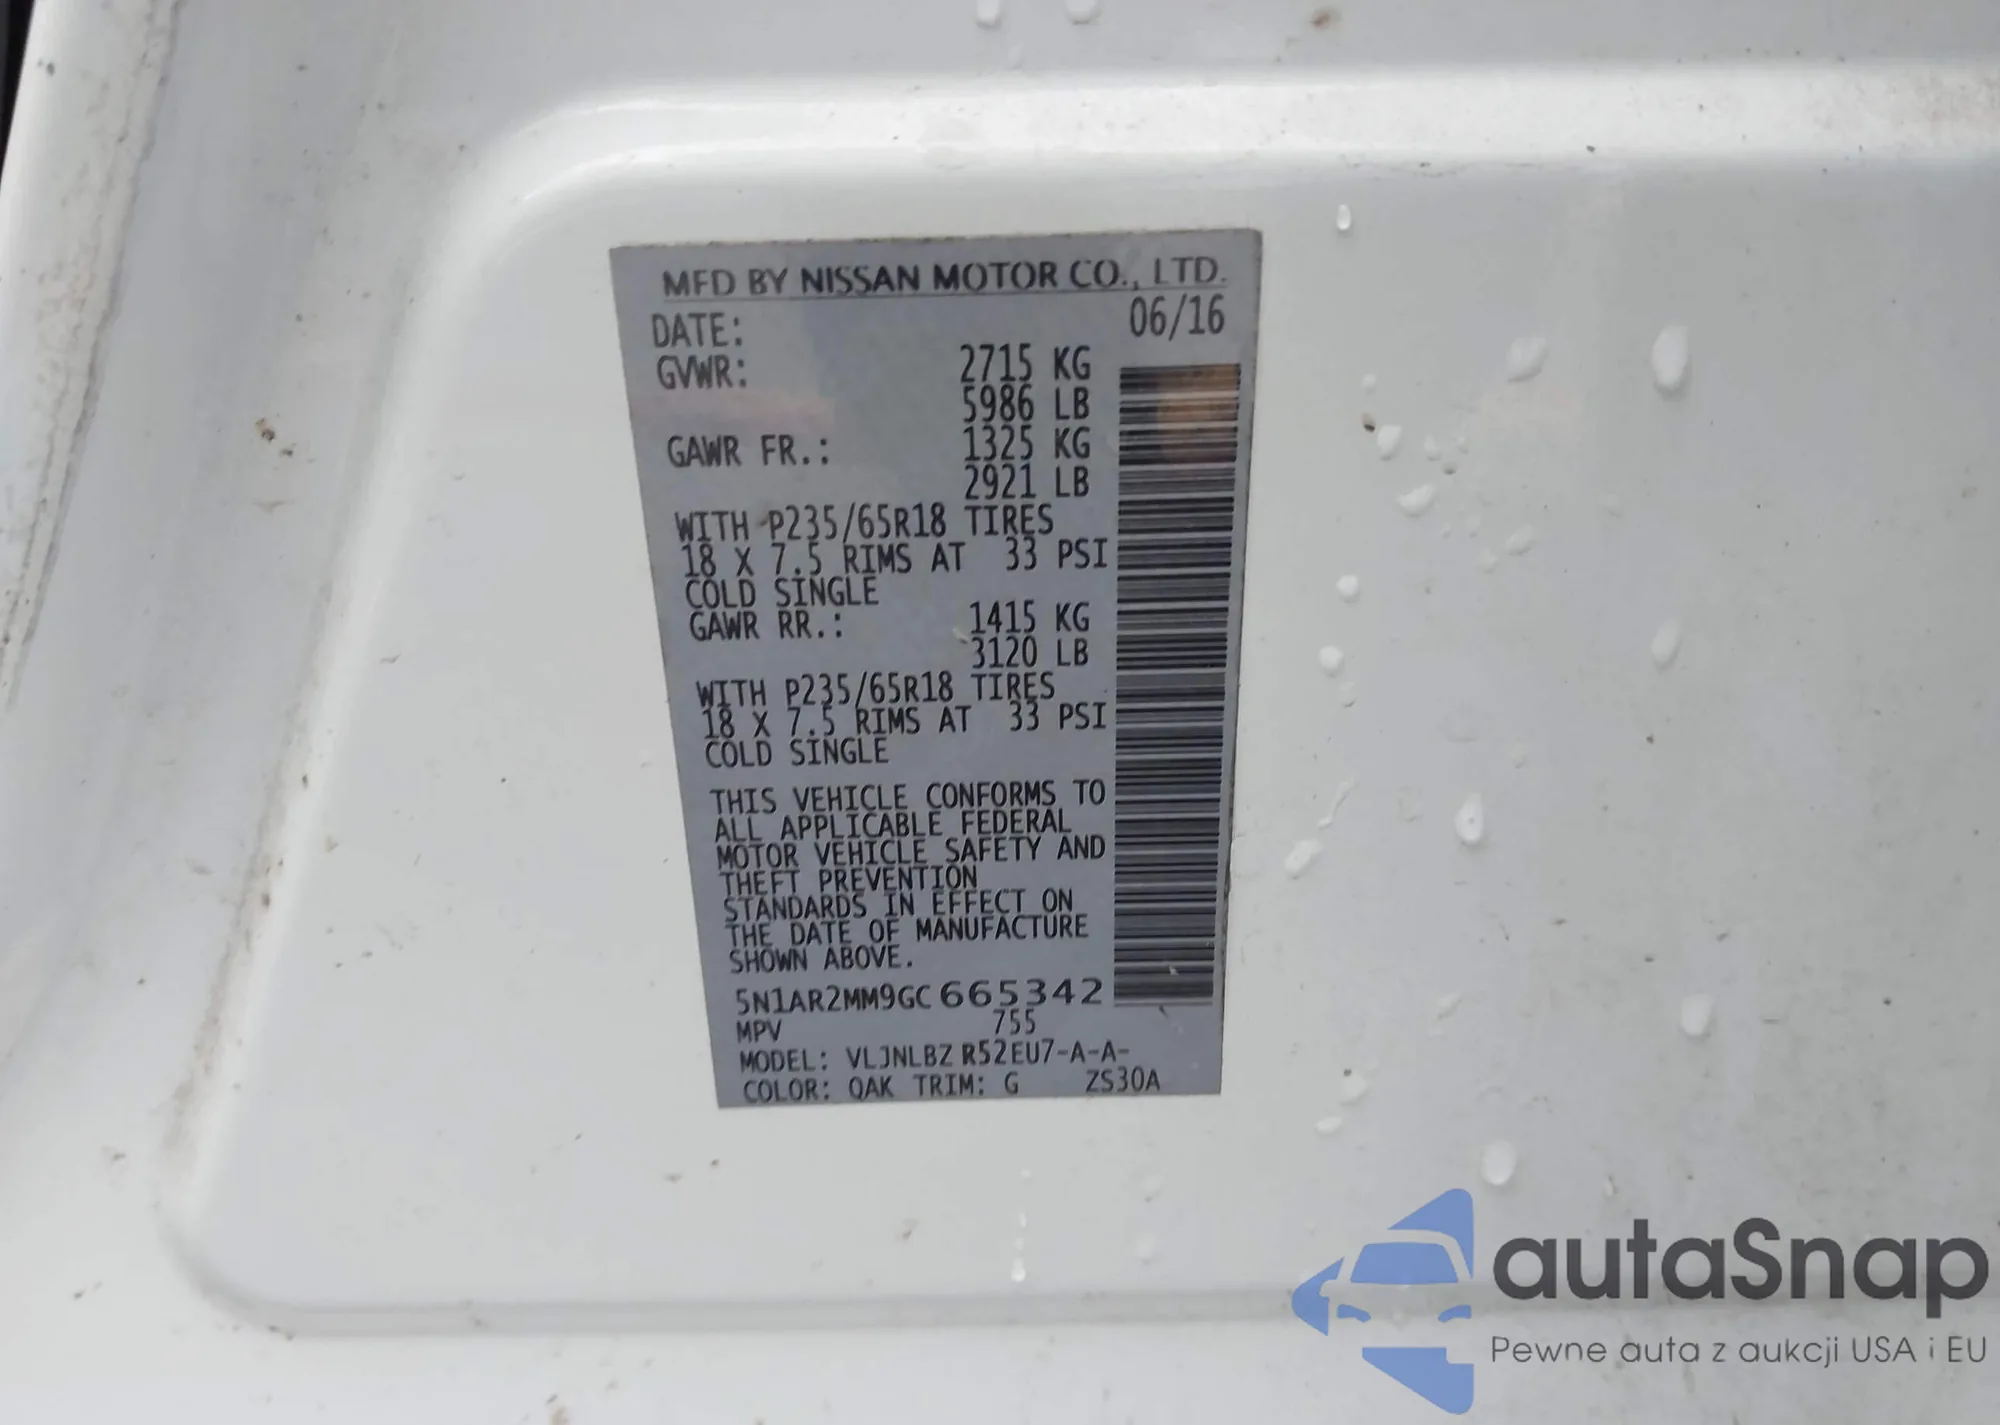 MFD BY NISSAN MOTOR CO., LTD.
DATE: 06/16
GVWR: 2715 KG
5986 LB
GAWR FR.: 1325 KG
2921 LB
WITH P235/65R18 TIRES
18 X 7.5 RIMS AT 33 PSI
COLD SINGLE
GAWR RR.: 1415 KG
3120 LB
WITH P235/65R18 TIRES
18 X 7.5 RIMS AT 33 PSI
COLD SINGLE
THIS VEHICLE CONFORMS TO
ALL APPLICABLE FEDERAL
MOTOR VEHICLE SAFETY AND
THEFT PREVENTION
STANDARDS IN EFFECT ON
THE DATE OF MANUFACTURE
SHOWN ABOVE.
5N1AR2MM9GC665342
MPV 755
MODEL: VLJNLBZ R52EU7-A-A-
COLOR: QAK TRIM: G ZS30A
autaSnap
Pewne auta z aukcji USA i EU